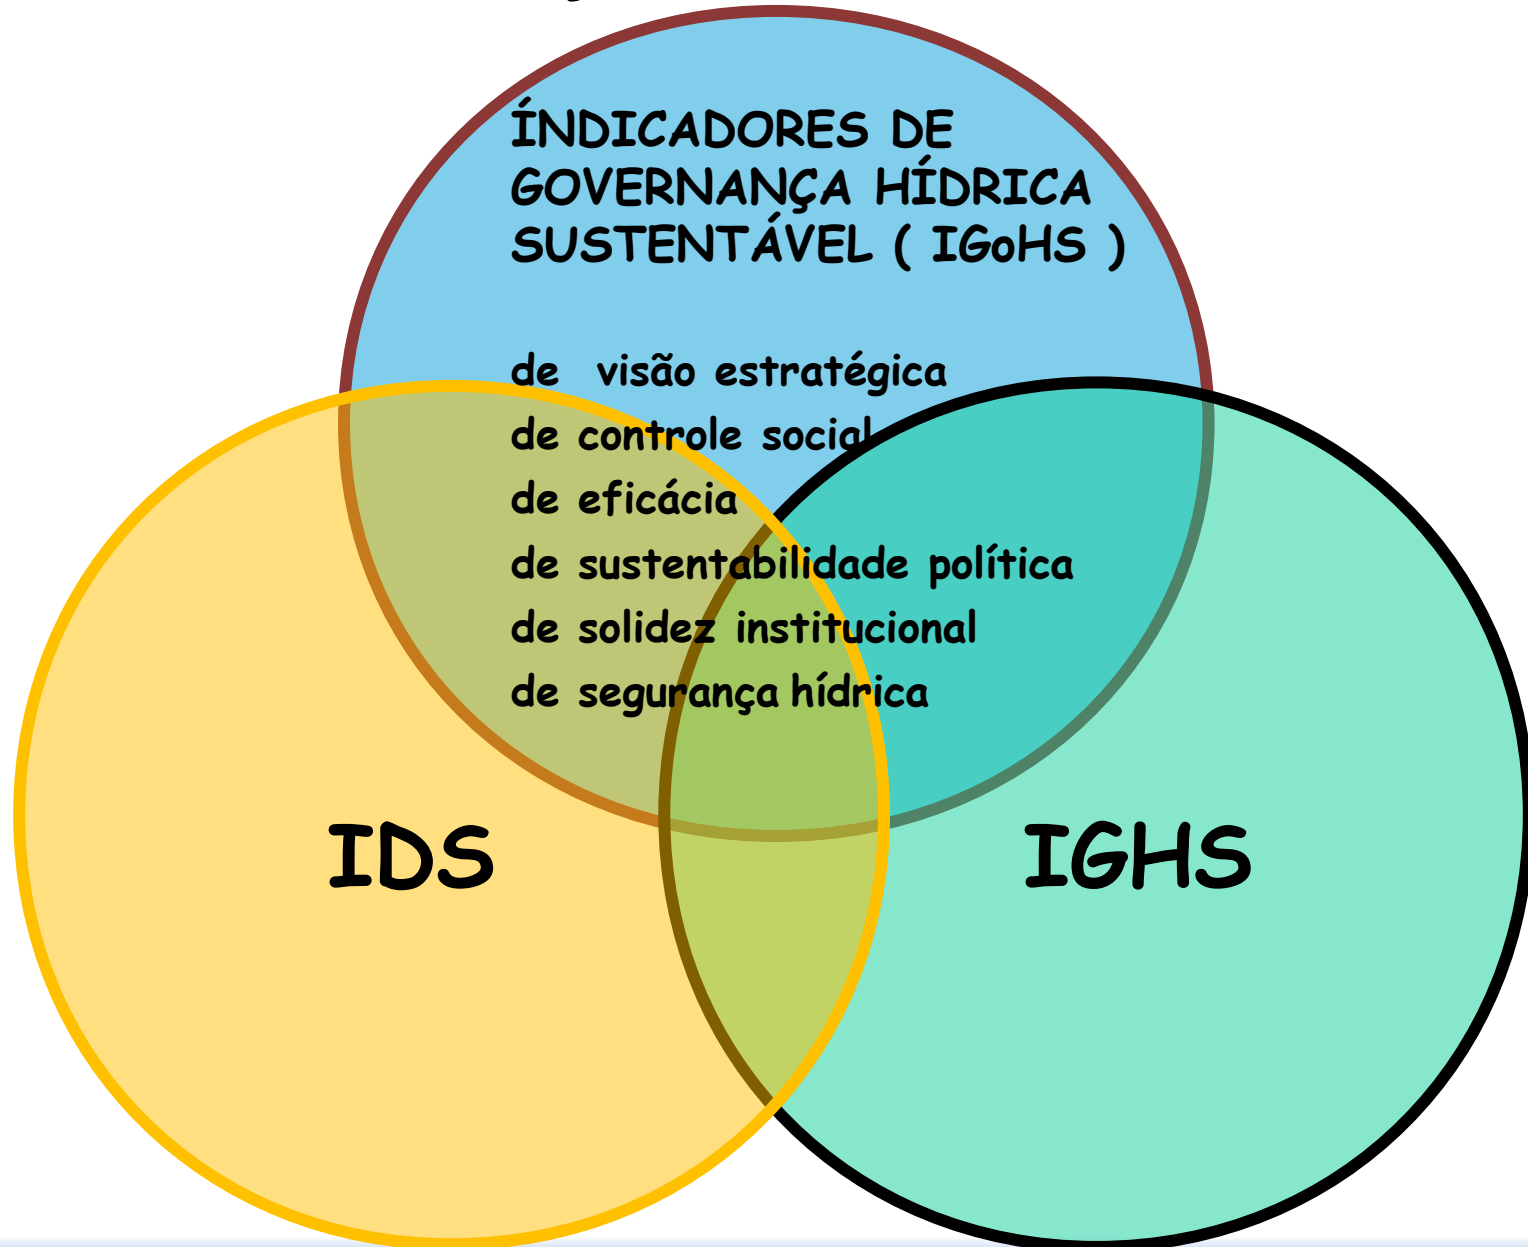 ÍNDICADORES DE
GOVERNANÇA HÍDRICA
SUSTENTÁVEL ( IGoHS )
de visão estratégica
de controle social
de eficácia
de sustentabilidade política
de solidez institucional
de segurança hídrica
IDS
IGHS